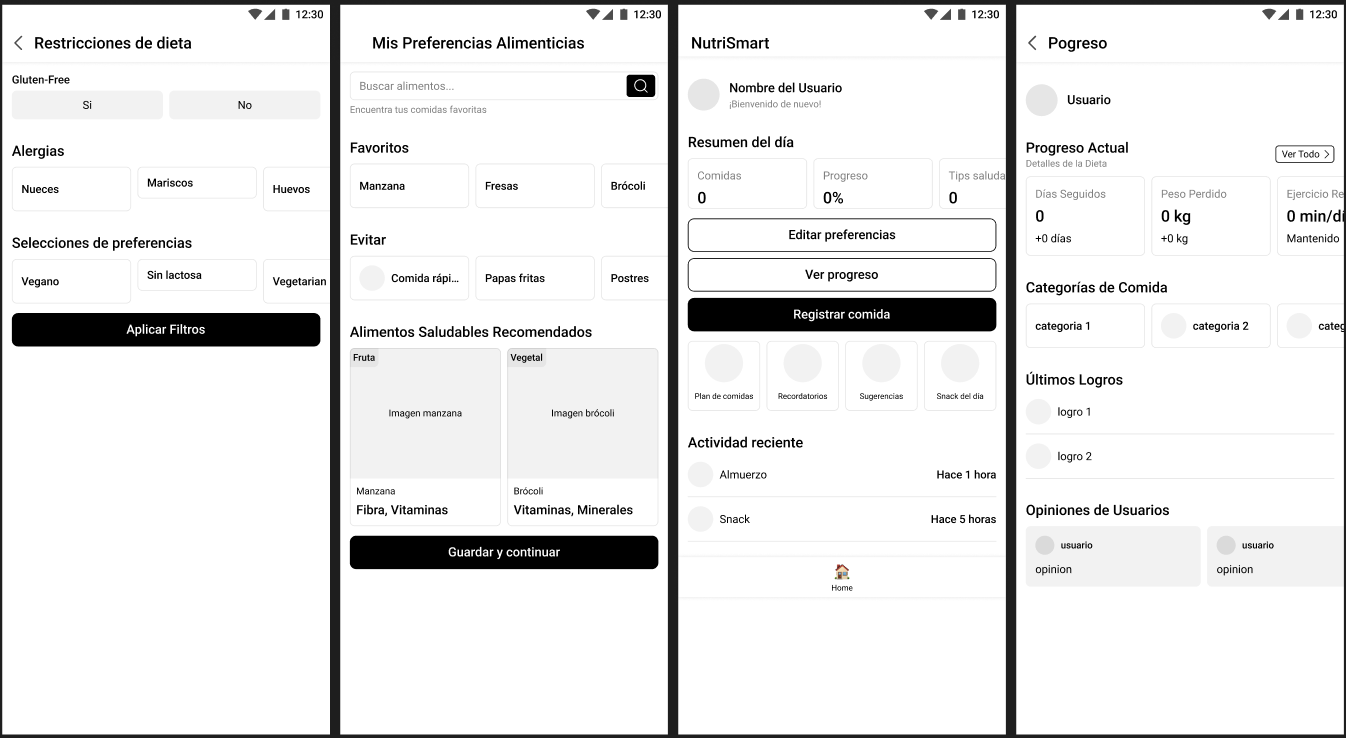 12:30
Restricciones de dieta
Gluten-Free
Si
No
Alergias
Nueces
Mariscos
Huevos
Selecciones de preferencias
Vegano
Sin lactosa
Vegetarian
Aplicar Filtros
12:30
Mis Preferencias Alimenticias
Buscar alimentos...
Encuentra tus comidas favoritas
Favoritos
Manzana
Fresas
Brócoli
Evitar
Comida rápi...
Papas fritas
Postres
Alimentos Saludables Recomendados
Fruta
Imagen manzana
Manzana
Fibra, Vitaminas
Vegetal
Imagen brócoli
Brócoli
Vitaminas, Minerales
Guardar y continuar
12:30
NutriSmart
Nombre del Usuario
¡Bienvenido de nuevo!
Resumen del día
Comidas
0
Progreso
0%
Tips saluda
0
Editar preferencias
Ver progreso
Registrar comida
Plan de comidas
Recordatorios
Sugerencias
Snack del dia
Actividad reciente
Almuerzo
Hace 1 hora
Snack
Hace 5 horas
Home
12:30
Pogreso
Usuario
Progreso Actual
Detalles de la Dieta
Ver Todo
Días Seguidos
0
+0 días
Peso Perdido
0 kg
+0 kg
Ejercicio Re
0 min/dí
Mantenido
Categorías de Comida
categoria 1
categoria 2
categ
Últimos Logros
logro 1
logro 2
Opiniones de Usuarios
usuario
opinion
usuario
opinion